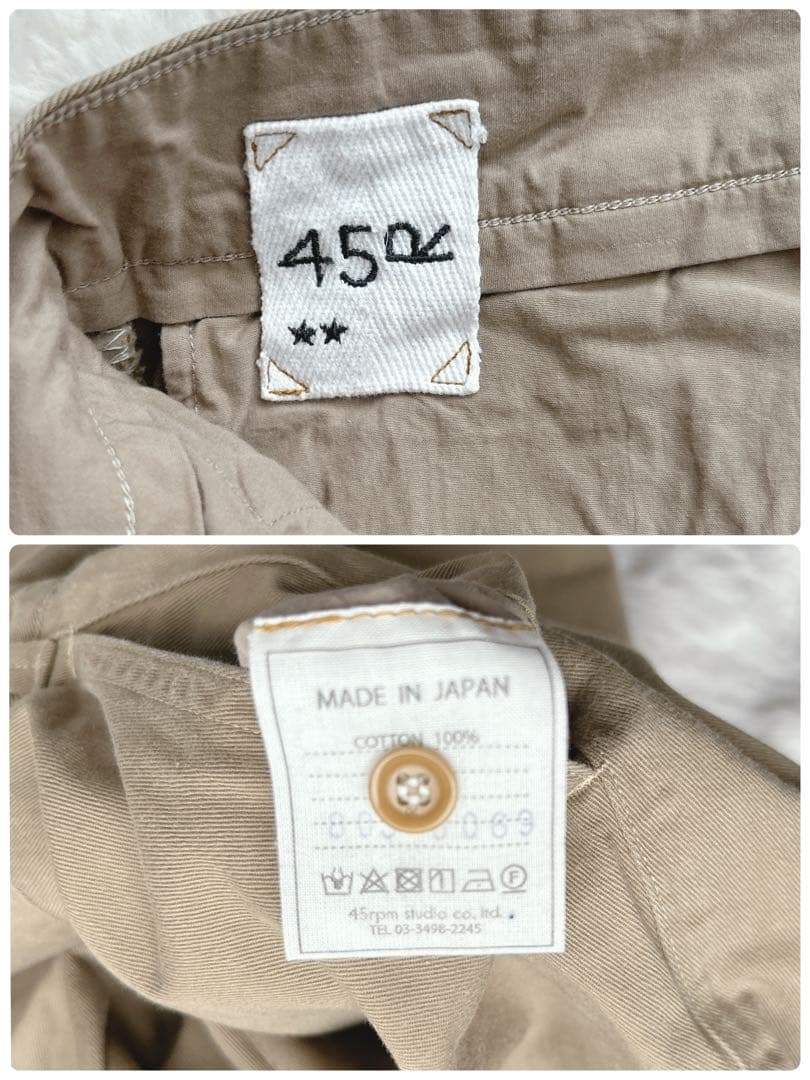 45R
★★
MADE IN JAPAN
COTTON 100%
45rpm studio co., ltd.
TEL 03-3498-2245